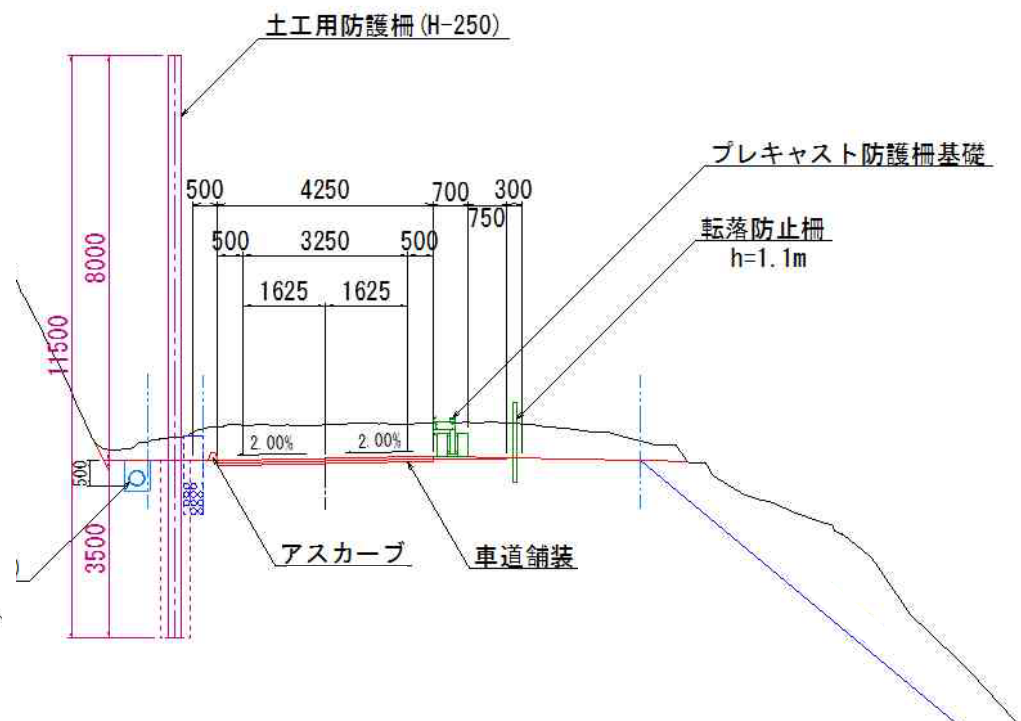 土工用防護柵(H-250)
プレキャスト防護柵基礎
500
4250
700
300
750
転落防止柵
h=1.1m
500
3250
500
8000
1625
1625
11500
2.00%
2.00%
500
3500
アスカーブ
車道舗装
)